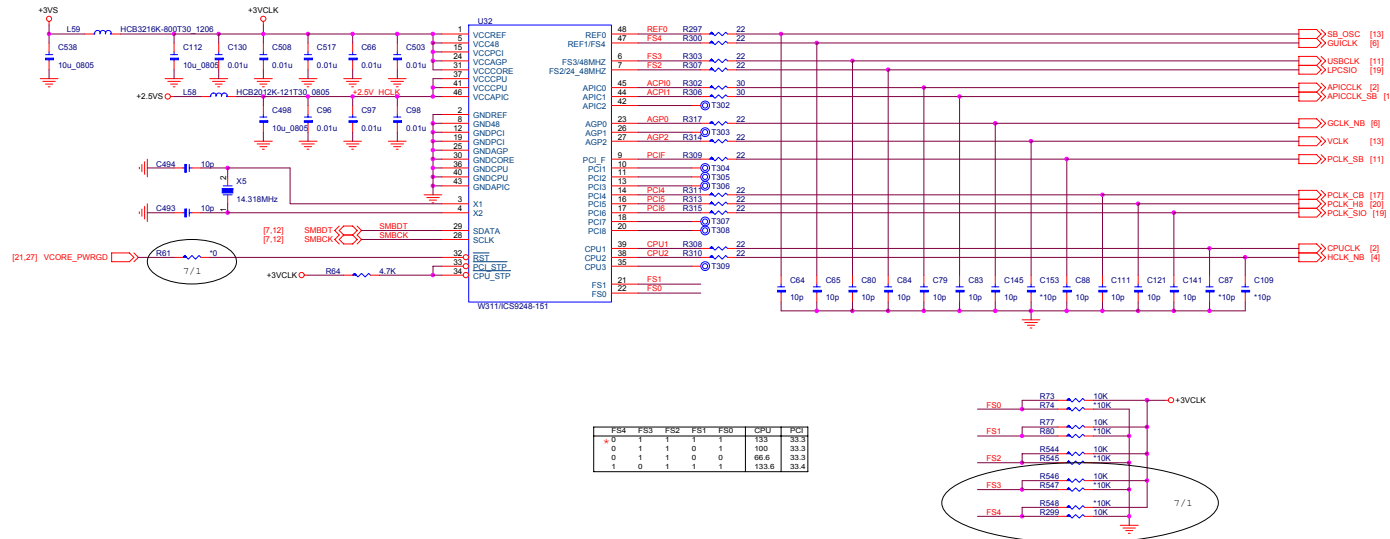 +3VS
+3VCLK
L59 HCB3216K-800T30_1206
C538 10u_0805
C112 10u_0805
C130 0.01u
C508 0.01u
C517 0.01u
C66 0.01u
C503 0.01u
+2.5VS L58 HCB2012K-121T30_0805 +2.5V_HCLK
C498 10u_0805
C96 0.01u
C97 0.01u
C98 0.01u
C494 10p
X5
14.318MHz
2
1
C493 10p
[7,12] SMBDT SMBDT
[7,12] SMBCK SMBCK
[21,27] VCORE_PWRGD R61 *0
7/1
+3VCLK R64 4.7K
U32
1 VCCREF
5 VCC48
15 VCCPCI
24 VCCAGP
31 VCCCORE
37 VCCCPU
41 VCCCPU
46 VCCAPIC
2 GNDREF
8 GND48
12 GNDPCI
19 GNDPCI
25 GNDAGP
30 GNDCORE
36 GNDCPU
40 GNDCPU
43 GNDAPIC
3 X1
4 X2
29 SDATA
28 SCLK
32 RST
33 PCI_STP
34 CPU_STP
W311/ICS9248-151
REF0 48 REF0 R297 22 SB_OSC [13]
REF1/FS4 47 FS4 R300 22 GUICLK [6]
FS3/48MHZ 6 FS3 R303 22 USBCLK [11]
FS2/24_48MHZ 7 FS2 R307 22 LPCSIO [19]
APIC0 45 ACPI0 R302 30 APICCLK [2]
APIC1 44 ACPI1 R306 30 APICCLK_SB
APIC2 42 T302
AGP0 23 AGP0 R317 22 GCLK_NB [6]
AGP1 26 T303
AGP2 27 AGP2 R314 22 VCLK [13]
PCI_F 9 PCIF R309 22 PCLK_SB [11]
PCI1 10 T304
PCI2 11 T305
PCI3 13 T306
PCI4 14 PCI4 R311 22 PCLK_CB [17]
PCI5 16 PCI5 R313 22 PCLK_H8 [20]
PCI6 17 PCI6 R315 22 PCLK_SIO [19]
PCI7 18 T307
PCI8 20 T308
CPU1 39 CPU1 R308 22 CPUCLK [2]
CPU2 38 CPU2 R310 22 HCLK_NB [4]
CPU3 35 T309
FS1 21 FS1
FS0 22 FS0
C64 C65 C80 C84 C79 C83 C145 C153 C88 C111 C121 C141 C87 C109
10p 10p 10p 10p 10p 10p 10p *10p 10p 10p 10p 10p *10p *10p
FS4 FS3 FS2 FS1 FS0 CPU PCI
* 0 1 1 1 1 133 33.3
0 1 1 1 0 100 33.3
0 1 1 0 0 66.6 33.3
1 0 1 1 1 133.6 33.4
R73 10K +3VCLK
FS0 R74 *10K
R77 10K
FS1 R80 *10K
R544 10K
FS2 R545 *10K
R546 *10K
FS3 R547 *10K
R548 *10K
FS4 R299 10K
7/1